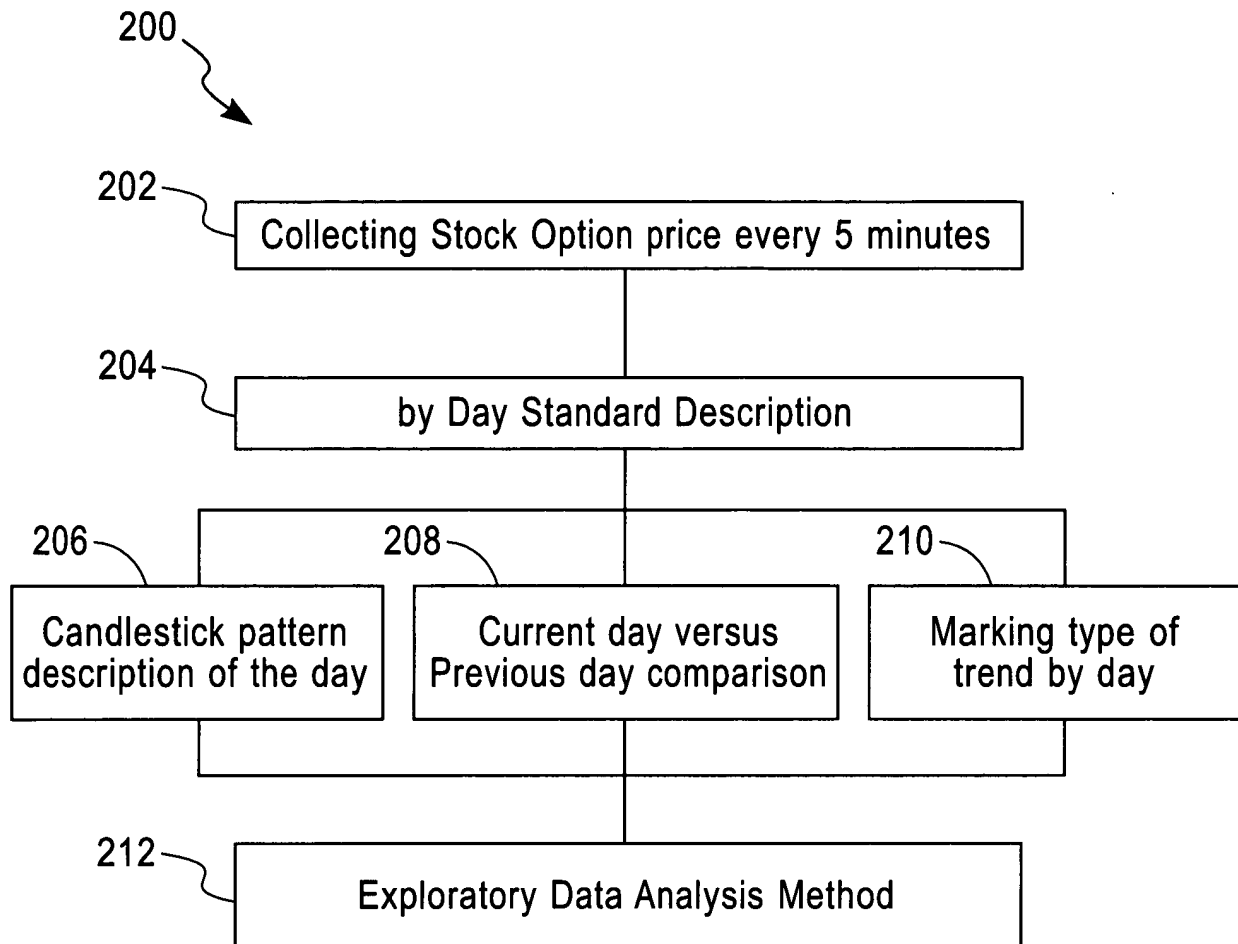 200
202
Collecting Stock Option price every 5 minutes
204
by Day Standard Description
206
Candlestick pattern
description of the day
208
Current day versus
Previous day comparison
210
Marking type of
trend by day
212
Exploratory Data Analysis Method